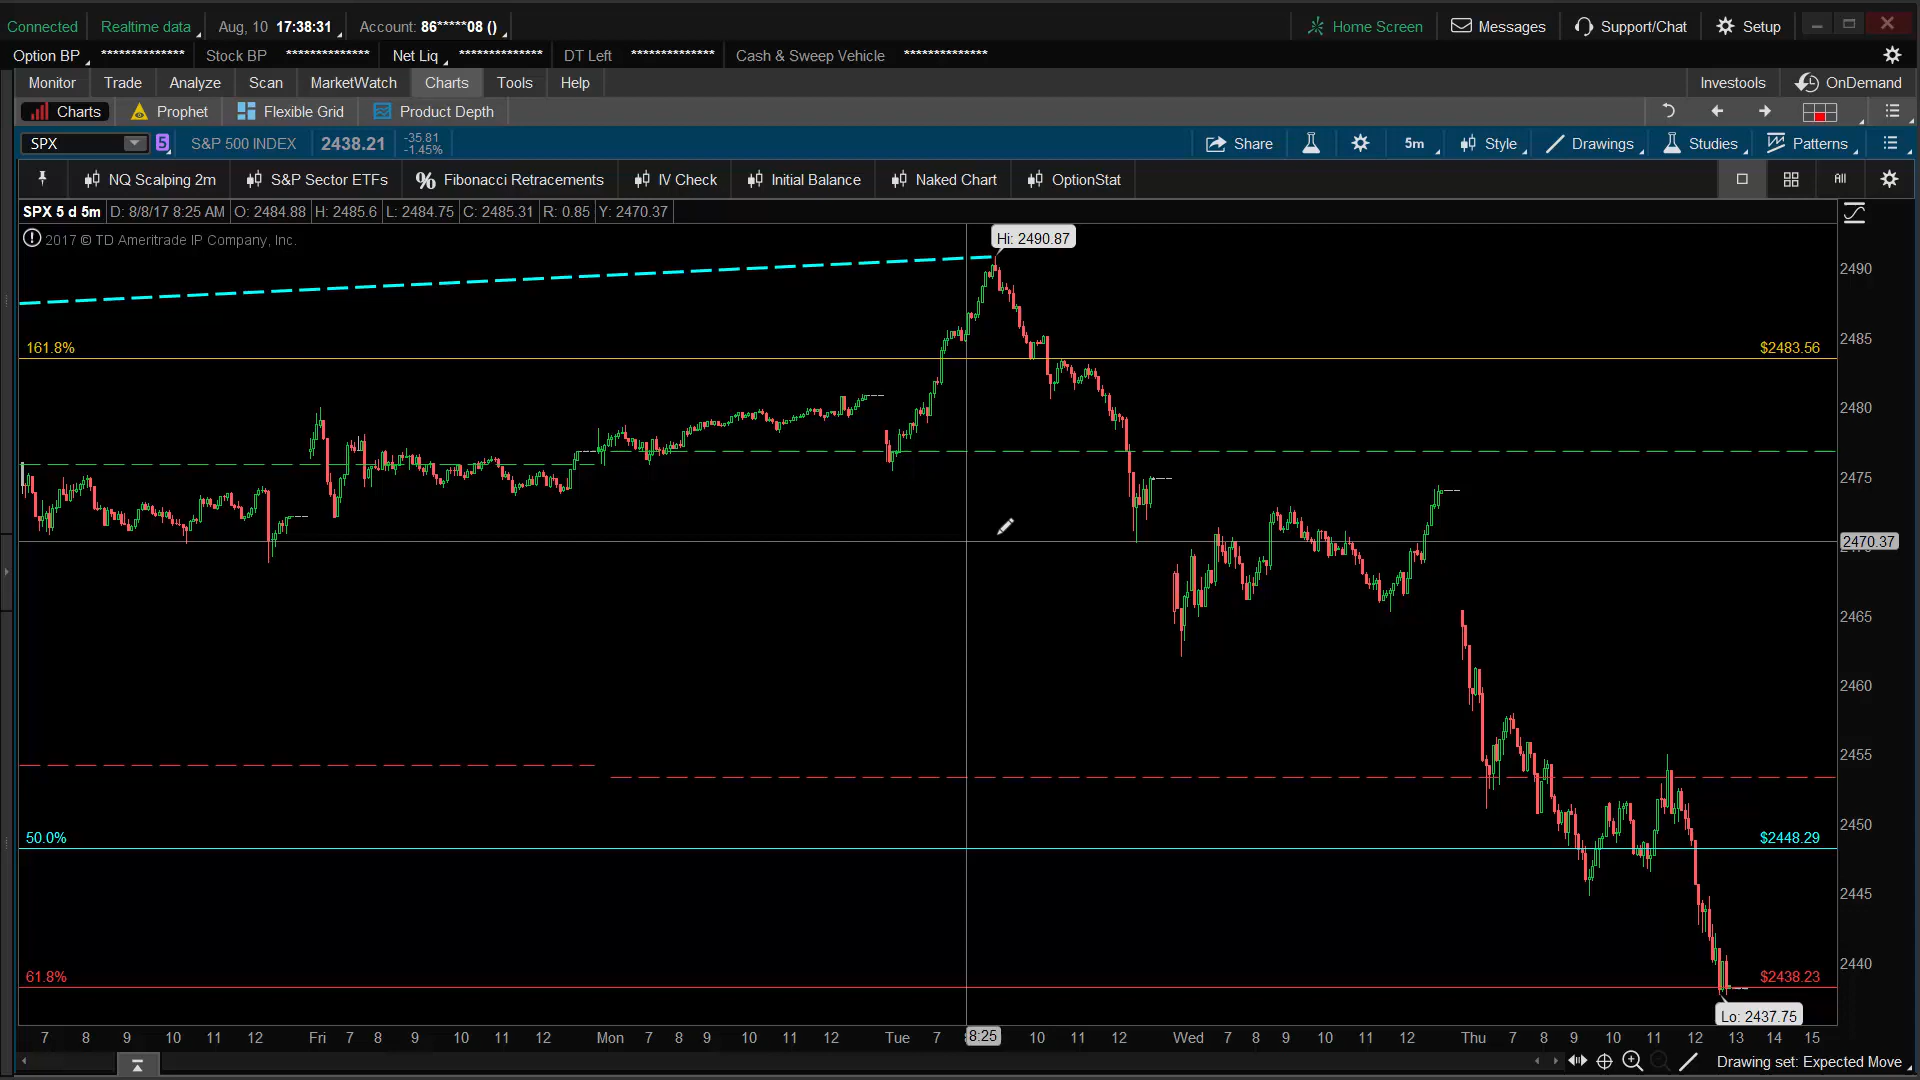 Connected Realtime data Aug, 10 17:38:31 Account: 86*****08 () Home Screen Messages Support/Chat Setup
Option BP ************** Stock BP ************** Net Liq ************** DT Left ************** Cash & Sweep Vehicle **************
Monitor Trade Analyze Scan MarketWatch Charts Tools Help Investools OnDemand
Charts Prophet Flexible Grid Product Depth
SPX 5 S&P 500 INDEX 2438.21 -35.81 -1.45% Share 5m Style Drawings Studies Patterns
NQ Scalping 2m S&P Sector ETFs % Fibonacci Retracements IV Check Initial Balance Naked Chart OptionStat All
SPX 5 d 5m D: 8/8/17 8:25 AM O: 2484.88 H: 2485.6 L: 2484.75 C: 2485.31 R: 0.85 Y: 2470.37
2017 © TD Ameritrade IP Company, Inc.
Hi: 2490.87
2490
2485
161.8% $2483.56
2480
2475
2470.37
2465
2460
2455
2450
50.0% $2448.29
2445
2440
61.8% $2438.23
Lo: 2437.75
7 8 9 10 11 12 Fri 7 8 9 10 11 12 Mon 7 8 9 10 11 12 Tue 7 8:25 10 11 12 Wed 7 8 9 10 11 12 Thu 7 8 9 10 11 12 13 14 15
Drawing set: Expected Move